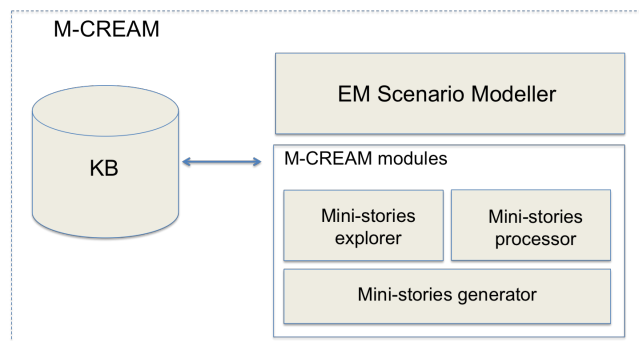 M-CREAM
EM Scenario Modeller
KB
M-CREAM modules
Mini-stories
explorer
Mini-stories
processor
Mini-stories generator